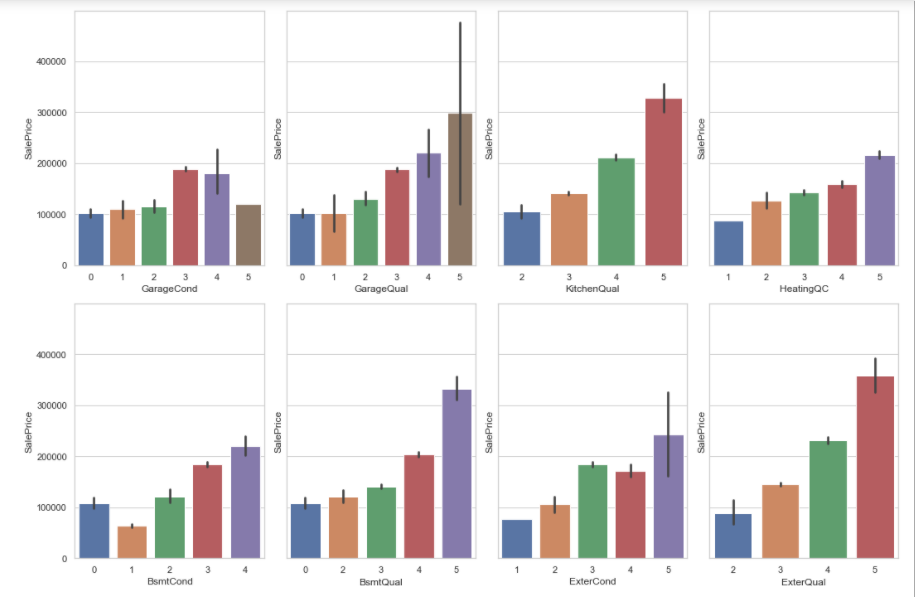 400000
300000
200000
100000
0
SalePrice
0 1 2 3 4 5
GarageCond
SalePrice
0 1 2 3 4 5
GarageQual
SalePrice
2 3 4 5
KitchenQual
SalePrice
1 2 3 4 5
HeatingQC
400000
300000
200000
100000
0
SalePrice
0 1 2 3 4
BsmtCond
SalePrice
0 2 3 4 5
BsmtQual
SalePrice
1 2 3 4 5
ExterCond
SalePrice
2 3 4 5
ExterQual